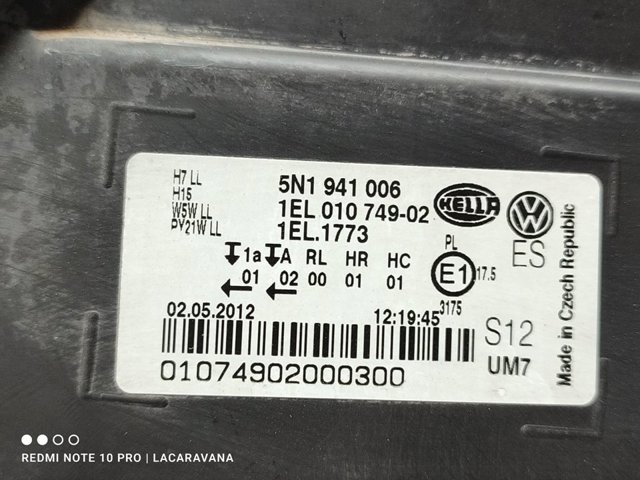 H7 LL
H15
W5W LL
PY21W LL
5N1 941 006
1EL 010 749-02
1EL.1773
HELLA
VW
PL
ES
1a A RL HR HC
01 02 00 01 01
E1
17.5
3175
02.05.2012 12:19:45
01074902000300
S12
UM7
Made in Czech Republic
REDMI NOTE 10 PRO | LACARAVANA